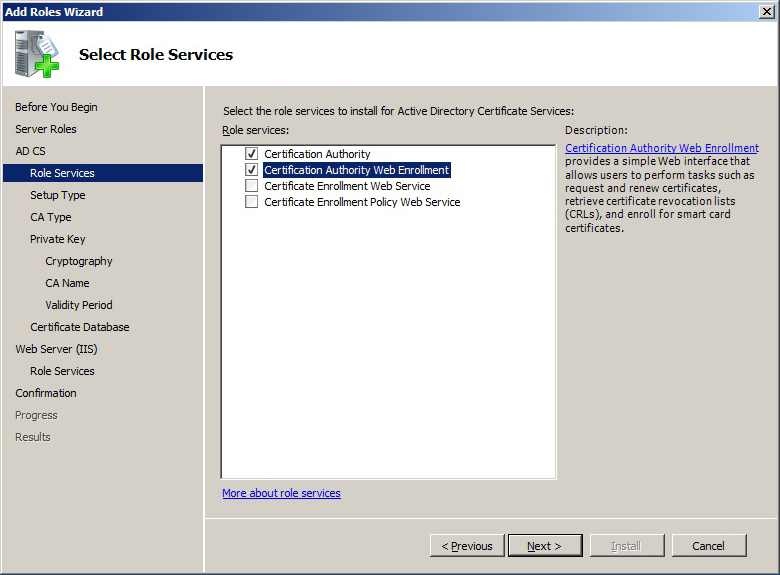 Add Roles Wizard
Select Role Services
Before You Begin
Server Roles
AD CS
Role Services
Setup Type
CA Type
Private Key
Cryptography
CA Name
Validity Period
Certificate Database
Web Server (IIS)
Role Services
Confirmation
Progress
Results
Select the role services to install for Active Directory Certificate Services:
Role services:
Certification Authority
Certification Authority Web Enrollment
Certificate Enrollment Web Service
Certificate Enrollment Policy Web Service
More about role services
Description:
Certification Authority Web Enrollment
provides a simple Web interface that
allows users to perform tasks such as
request and renew certificates,
retrieve certificate revocation lists
(CRLs), and enroll for smart card
certificates.
< Previous
Next >
Install
Cancel